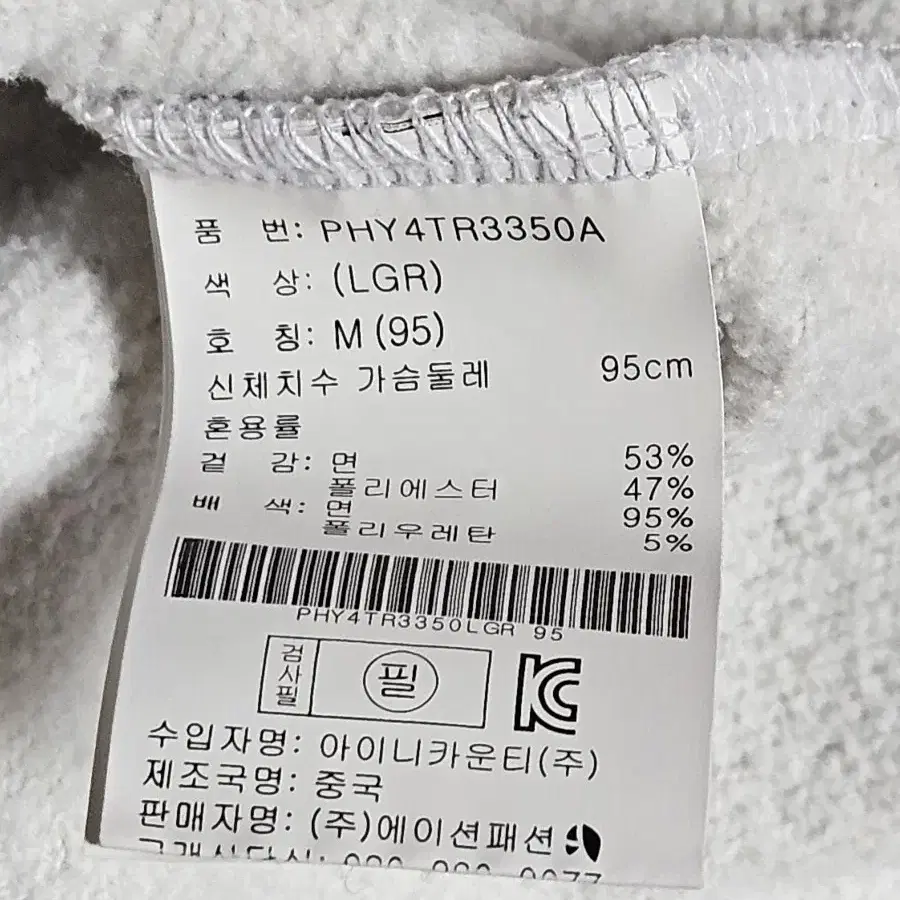 품 번: PHY4TR3350A
색 상: (LGR)
호 칭: M (95)
신체치수 가슴둘레 95cm
혼용률
겉 감: 면 53%
폴리에스터 47%
배 색: 면 95%
폴리우레탄 5%
PHY4TR3350LGR 95
검사필 필
수입자명: 아이니카운티(주)
제조국명: 중국
판매자명: (주)에이션패션